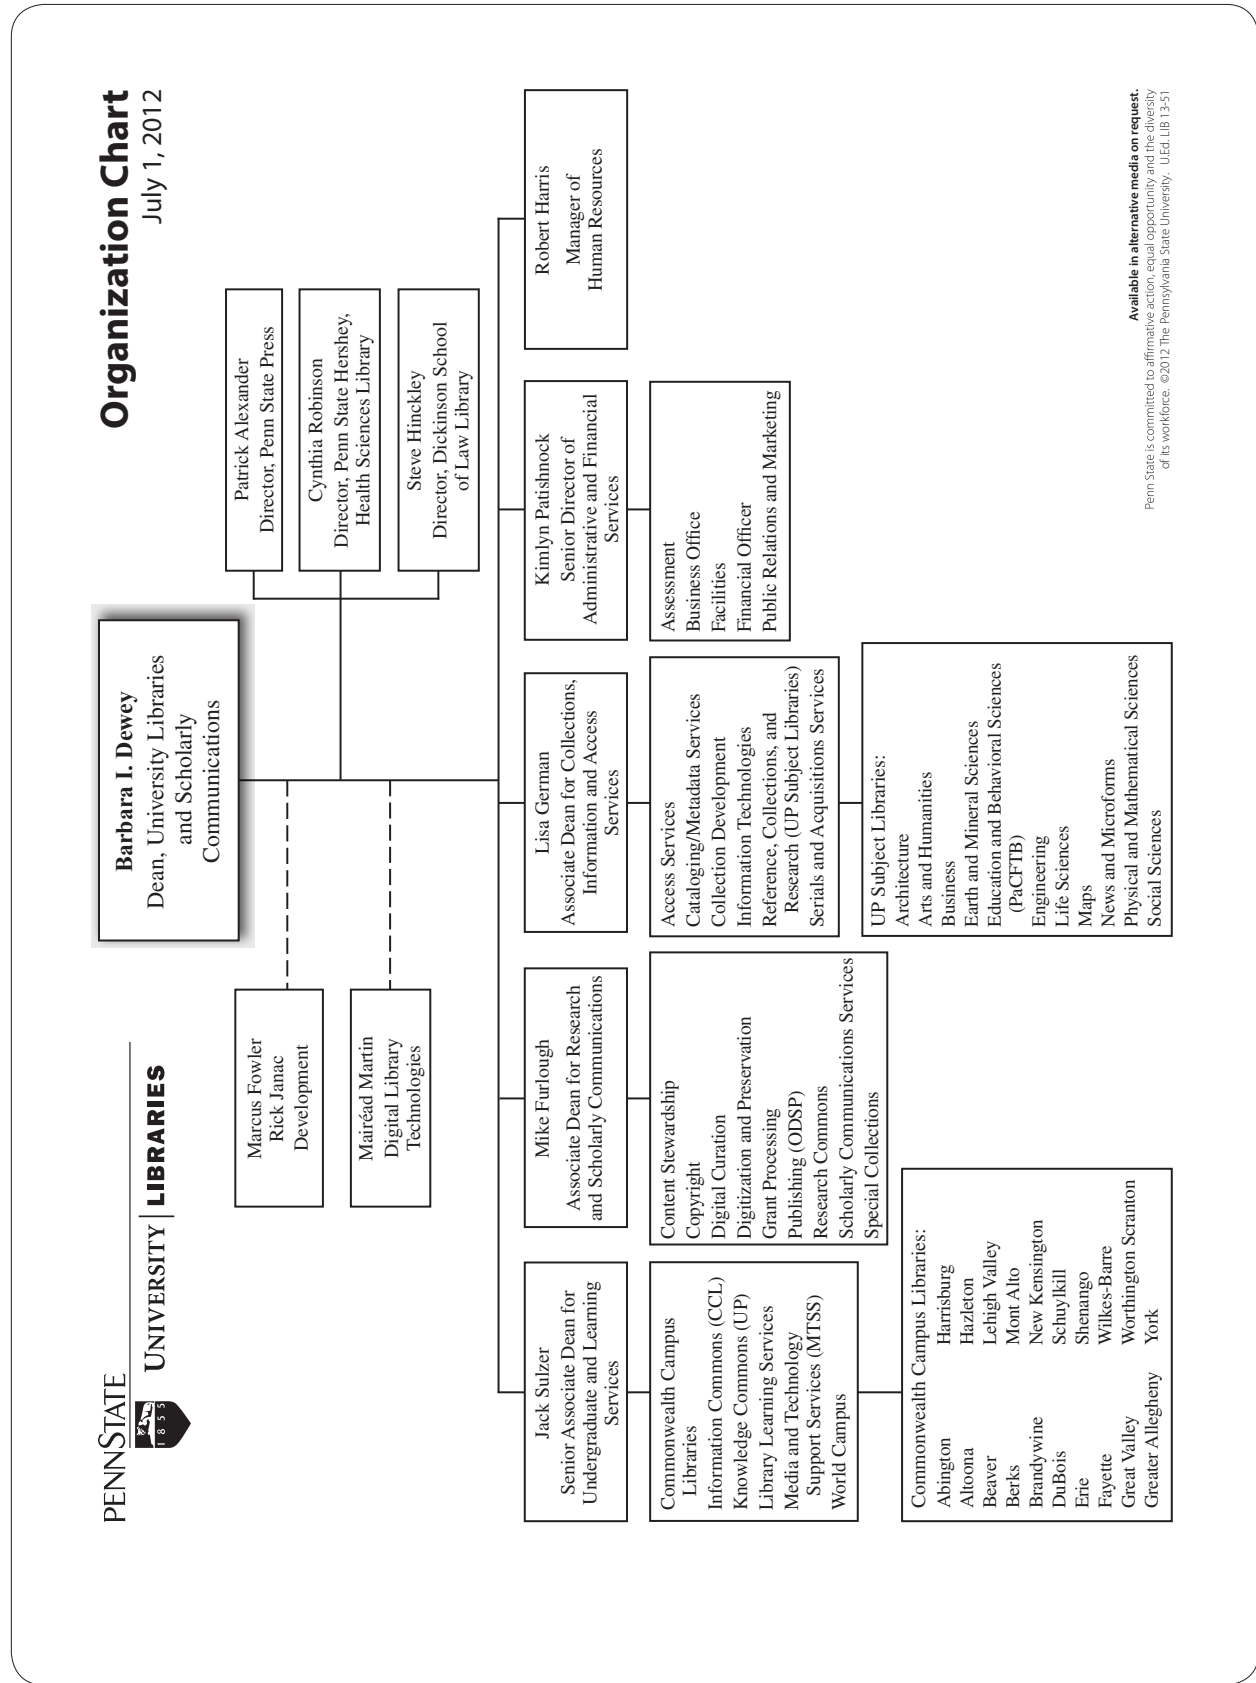 PENNSTATE
1855
UNIVERSITY LIBRARIES
Organization Chart
July 1, 2012
Barbara I. Dewey
Dean, University Libraries
and Scholarly
Communications
Marcus Fowler
Rick Janac
Development
Mairéad Martin
Digital Library
Technologies
Patrick Alexander
Director, Penn State Press
Cynthia Robinson
Director, Penn State Hershey,
Health Sciences Library
Steve Hinckley
Director, Dickinson School
of Law Library
Jack Sulzer
Senior Associate Dean for
Undergraduate and Learning
Services
Mike Furlough
Associate Dean for Research
and Scholarly Communications
Lisa German
Associate Dean for Collections,
Information and Access
Services
Kimlyn Patishnock
Senior Director of
Administrative and Financial
Services
Robert Harris
Manager of
Human Resources
Commonwealth Campus
Libraries
Information Commons (CCL)
Knowledge Commons (UP)
Library Learning Services
Media and Technology
Support Services (MTSS)
World Campus
Content Stewardship
Copyright
Digital Curation
Digitization and Preservation
Grant Processing
Publishing (ODSP)
Research Commons
Scholarly Communications Services
Special Collections
Access Services
Cataloging/Metadata Services
Collection Development
Information Technologies
Reference, Collections, and
Research (UP Subject Libraries)
Serials and Acquisitions Services
Assessment
Business Office
Facilities
Financial Officer
Public Relations and Marketing
Commonwealth Campus Libraries:
Abington Harrisburg
Altoona Hazleton
Beaver Lehigh Valley
Berks Mont Alto
Brandywine New Kensington
DuBois Schuylkill
Erie Shenango
Fayette Wilkes-Barre
Great Valley Worthington Scranton
Greater Allegheny York
UP Subject Libraries:
Architecture
Arts and Humanities
Business
Earth and Mineral Sciences
Education and Behavioral Sciences
(PaCFTB)
Engineering
Life Sciences
Maps
News and Microforms
Physical and Mathematical Sciences
Social Sciences
Available in alternative media on request.
Penn State is committed to affirmative action, equal opportunity and the diversity
of its workforce. ©2012 The Pennsylvania State University. U.Ed. LIB 13-51